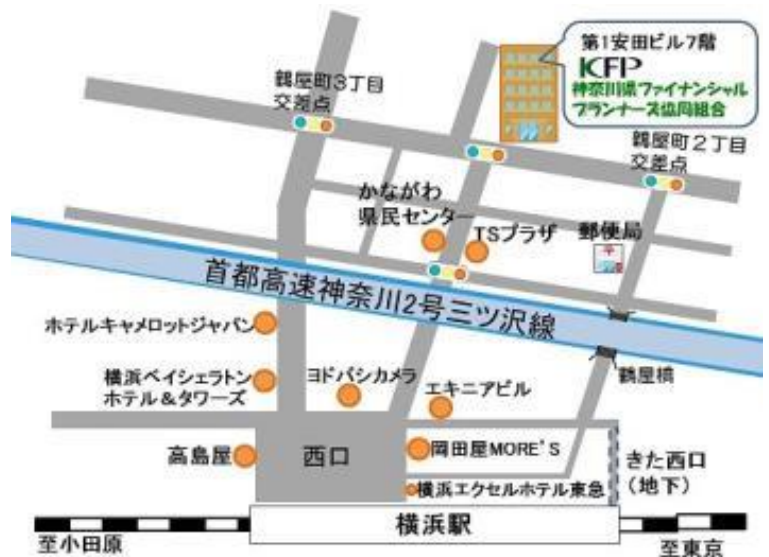 第1安田ビル7階
KFP
神奈川県ファイナンシャル
プランナーズ協同組合
鶴屋町3丁目
交差点
鶴屋町2丁目
交差点
かながわ
県民センター
TSプラザ
郵便局
首都高速神奈川2号三ツ沢線
ホテルキャメロットジャパン
横浜ベイシェラトン
ホテル&タワーズ
ヨドバシカメラ
エキニアビル
鶴屋橋
高島屋
西口
岡田屋MORE'S
きた西口
(地下)
横浜エクセルホテル東急
横浜駅
至小田原
至東京